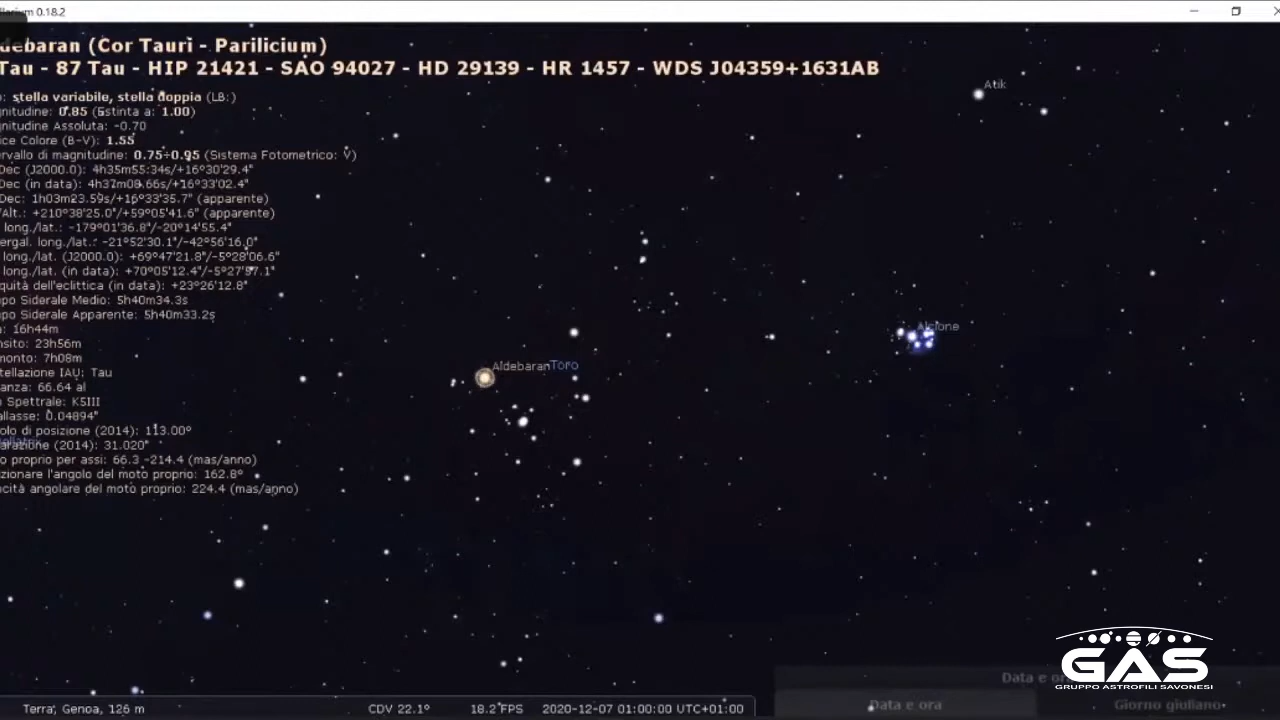 llarium 0.18.2
debaran (Cor Tauri - Parilicium)
Tau - 87 Tau - HIP 21421 - SAO 94027 - HD 29139 - HR 1457 - WDS J04359+1631AB
o: stella variabile, stella doppia (LB:)
gnitudine: 0.85 (Estinta a: 1.00)
gnitudine Assoluta: -0.70
ice Colore (B-V): 1.55
ervallo di magnitudine: 0.75÷0.95 (Sistema Fotometrico: V)
Dec (J2000.0): 4h35m55.34s/+16°30'29.4"
Dec (in data): 4h37m08.66s/+16°33'02.4"
Dec: 1h03m23.59s/+16°33'35.7" (apparente)
/Alt.: +210°38'25.0"/+59°05'41.6" (apparente)
long./lat.: -179°01'36.8"/-20°14'55.4"
ergal. long./lat.: -21°52'30.1"/-42°56'16.0"
long./lat. (J2000.0): +69°47'21.8"/-5°28'06.6"
long./lat. (in data): +70°05'12.4"/-5°27'57.1"
iquità dell'eclittica (in data): +23°26'12.8"
po Siderale Medio: 5h40m34.3s
po Siderale Apparente: 5h40m33.2s
a: 16h44m
nsito: 23h56m
monto: 7h08m
tellazione IAU: Tau
anza: 66.64 al
o Spettrale: K5III
allasse: 0.04894"
olo di posizione (2014): 113.00°
arazione (2014): 31.020"
o proprio per assi: 66.3 -214.4 (mas/anno)
zionare l'angolo del moto proprio: 162.8°
cità angolare del moto proprio: 224.4 (mas/anno)
Atik
Alcione
Aldebaran
Toro
GAS
GRUPPO ASTROFILI SAVONESI
Data e or
Data e ora
Giorno giuliano
Terra, Genoa, 126 m
CDV 22.1°
18.2 FPS
2020-12-07 01:00:00 UTC+01:00